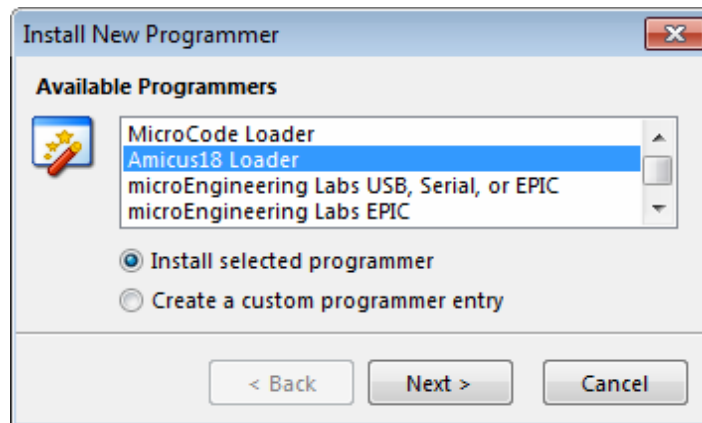 Install New Programmer
Available Programmers
MicroCode Loader
Amicus18 Loader
microEngineering Labs USB, Serial, or EPIC
microEngineering Labs EPIC
Install selected programmer
Create a custom programmer entry
< Back Next > Cancel